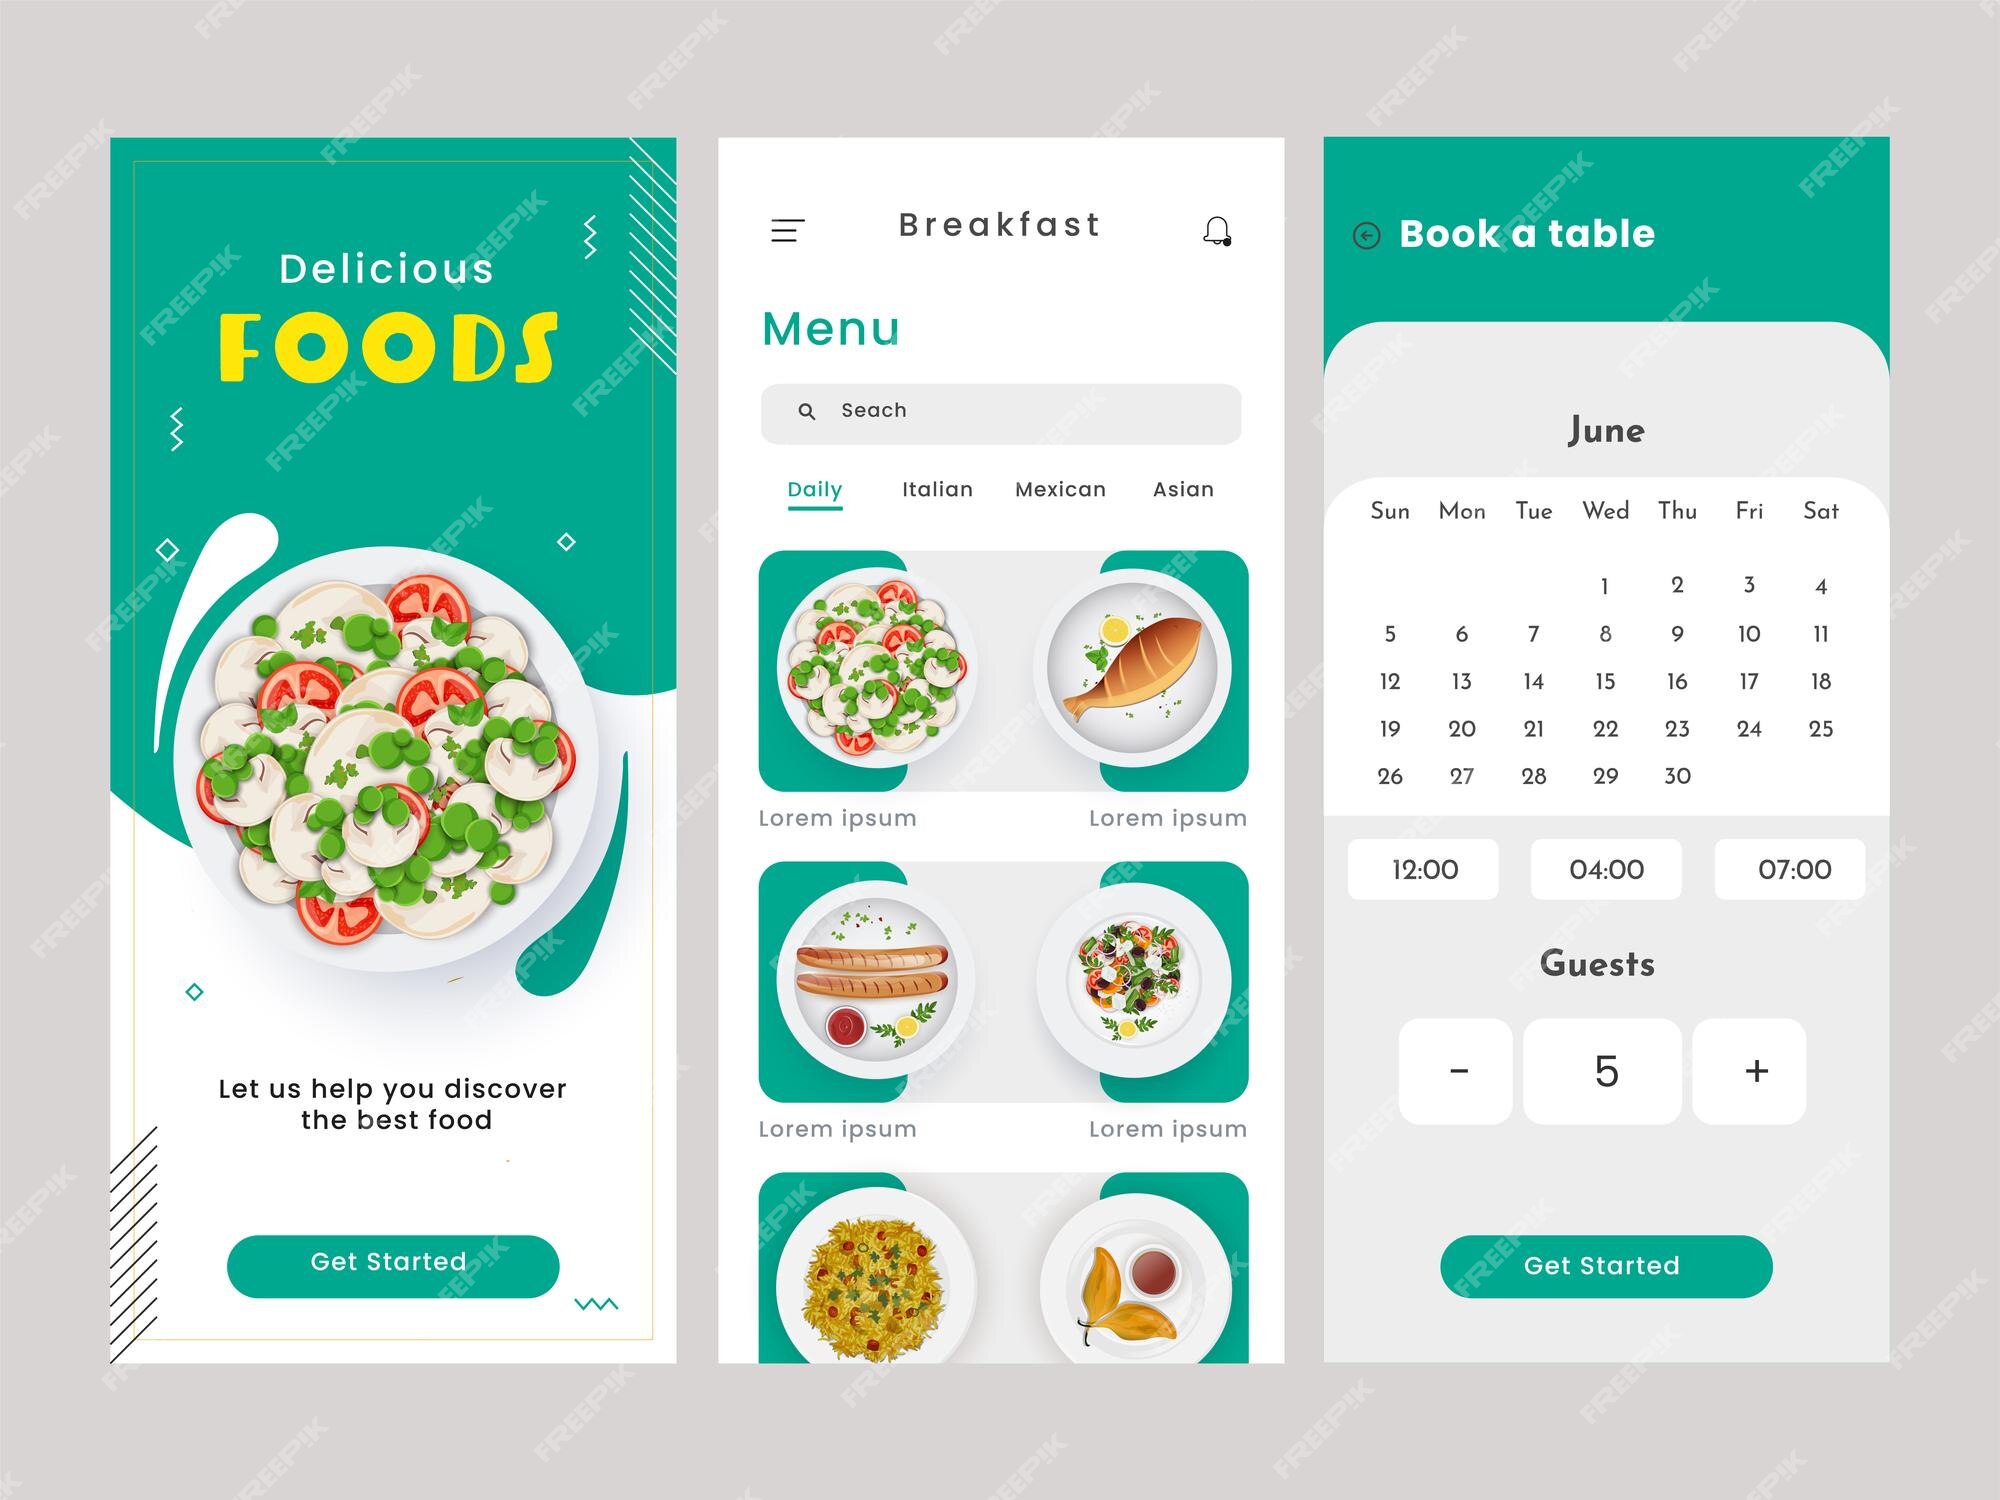 Delicious
FOODS
Let us help you discover
the best food
Get Started
Breakfast
Menu
Seach
Daily Italian Mexican Asian
Lorem ipsum Lorem ipsum
Lorem ipsum Lorem ipsum
Book a table
June
Sun Mon Tue Wed Thu Fri Sat
1 2 3 4
5 6 7 8 9 10 11
12 13 14 15 16 17 18
19 20 21 22 23 24 25
26 27 28 29 30
12:00 04:00 07:00
Guests
- 5 +
Get Started
FREEPIK